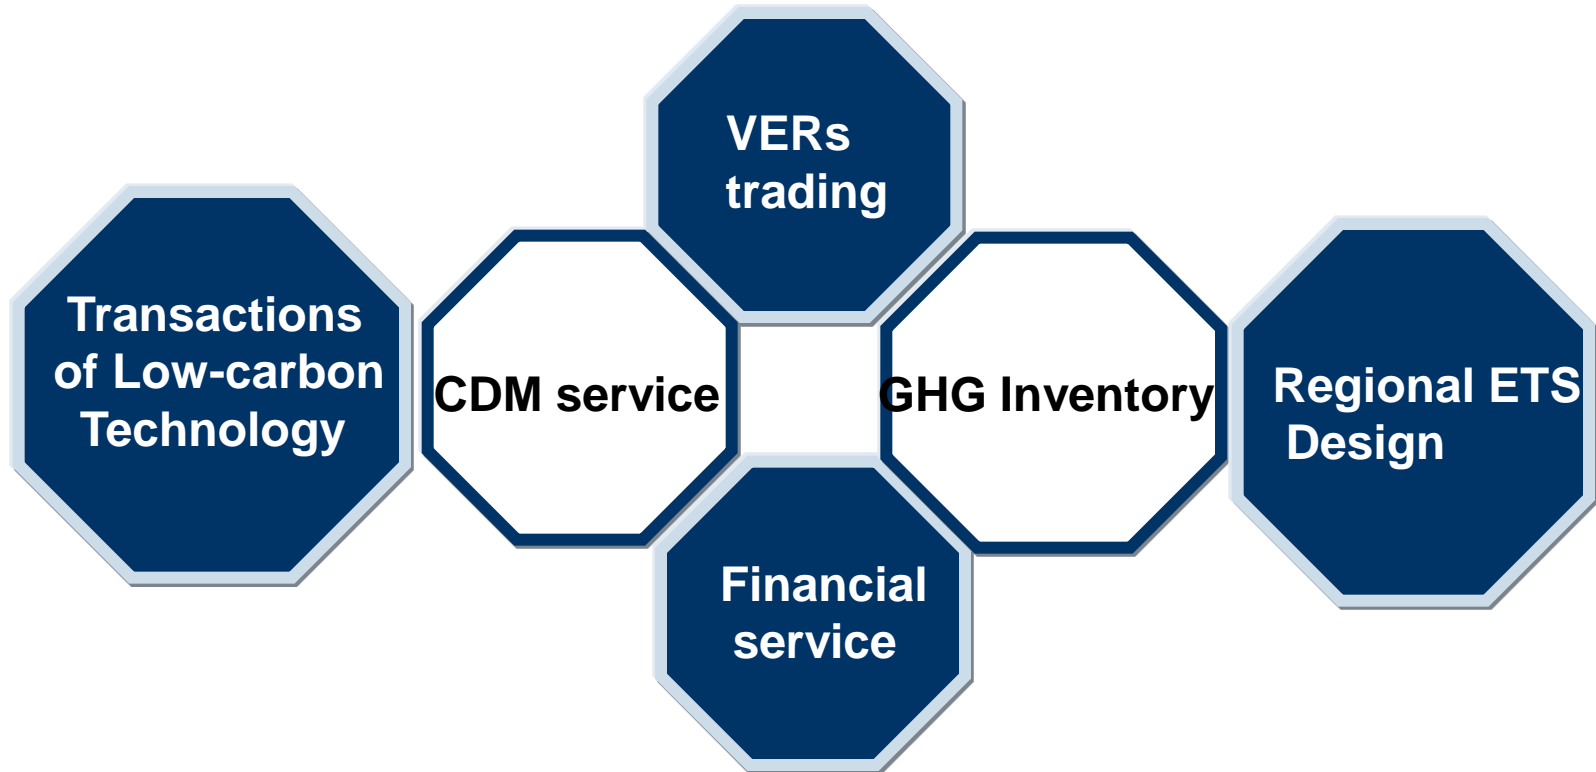 VERs
trading
Transactions
of Low-carbon
Technology
CDM service
GHG Inventory
Regional ETS
Design
Financial
service